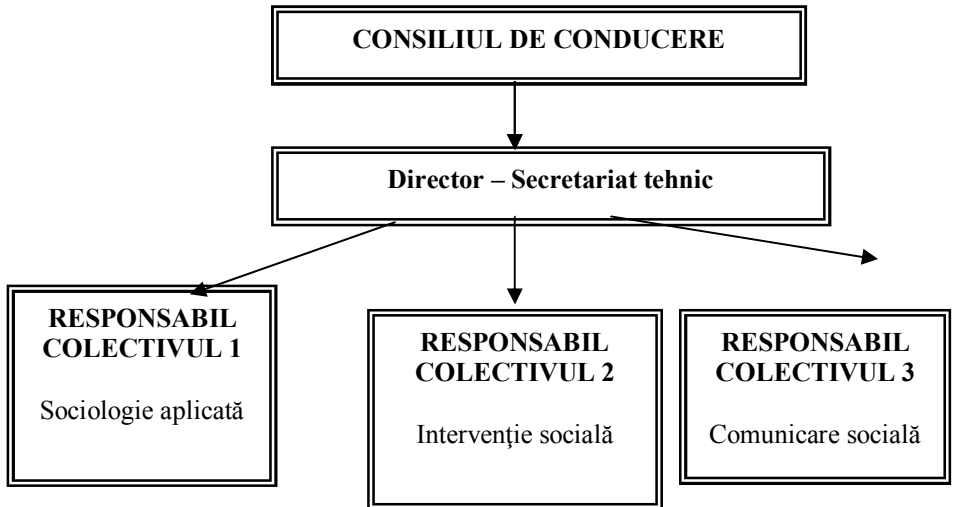 CONSILIUL DE CONDUCERE
Director – Secretariat tehnic
RESPONSABIL
COLECTIVUL 1
Sociologie aplicată
RESPONSABIL
COLECTIVUL 2
Intervenţie socială
RESPONSABIL
COLECTIVUL 3
Comunicare socială